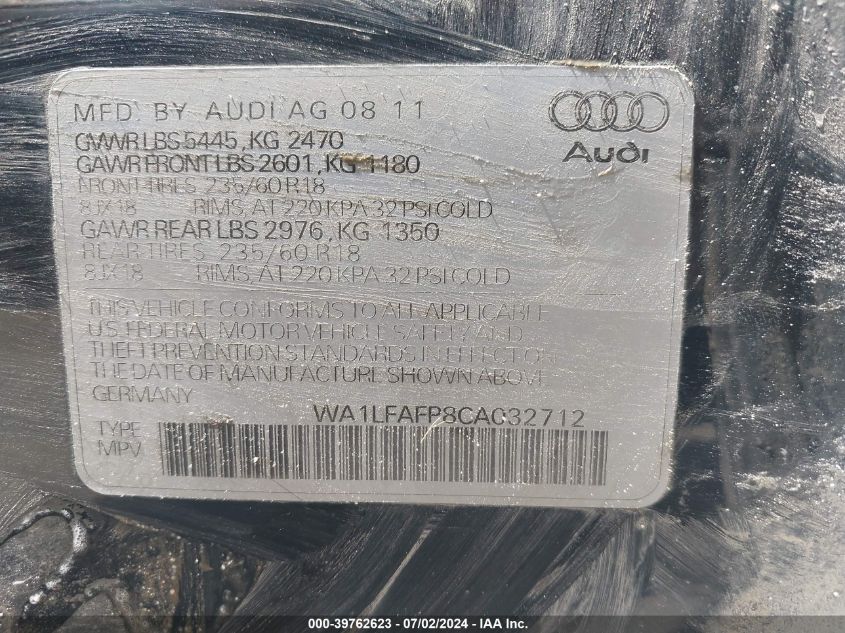 MFD. BY AUDI AG 08 11
Audi
GVWR LBS 5445, KG 2470
GAWR FRONT LBS 2601, KG 1180
FRONT-TIRES 235/60 R18
8JX18 RIMS, AT 220 KPA 32 PSI COLD
GAWR REAR LBS 2976, KG 1350
REAR-TIRES 235/60 R18
8JX18 RIMS, AT 220 KPA 32 PSI COLD
THIS VEHICLE CONFORMS TO ALL APPLICABLE
U.S. FEDERAL MOTOR VEHICLE SAFETY AND
THEFT PREVENTION STANDARDS IN EFFECT ON
THE DATE OF MANUFACTURE SHOWN ABOVE.
GERMANY
WA1LFAFP8CA032712
TYPE
MPV
000-39762623 - 07/02/2024 - IAA Inc.